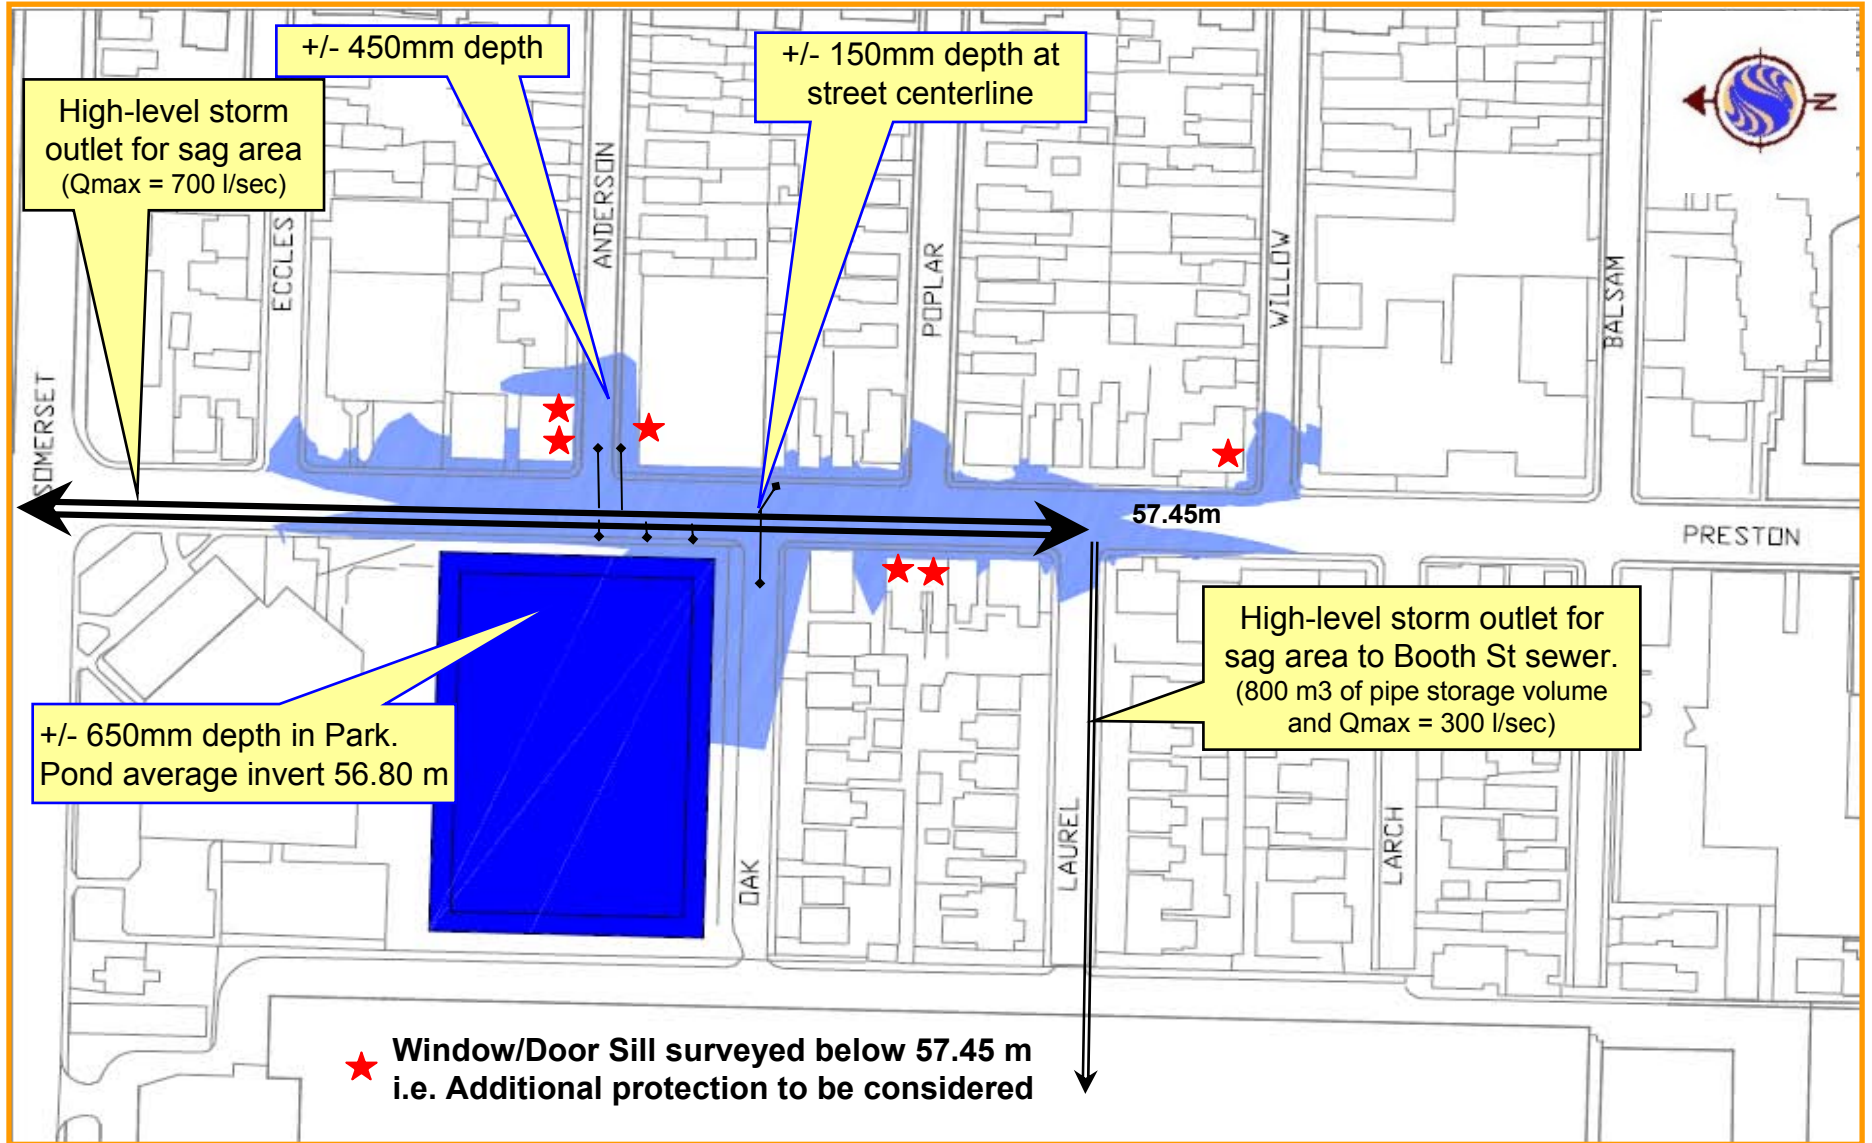 +/- 450mm depth
+/- 150mm depth at
street centerline
High-level storm
outlet for sag area
(Qmax = 700 l/sec)
N
ECCLES
ANDERSON
POPLAR
WILLOW
BALSAM
SOMERSET
57.45m
PRESTON
High-level storm outlet for
sag area to Booth St sewer.
(800 m3 of pipe storage volume
and Qmax = 300 l/sec)
+/- 650mm depth in Park.
Pond average invert 56.80 m
OAK
LAUREL
LARCH
Window/Door Sill surveyed below 57.45 m
i.e. Additional protection to be considered